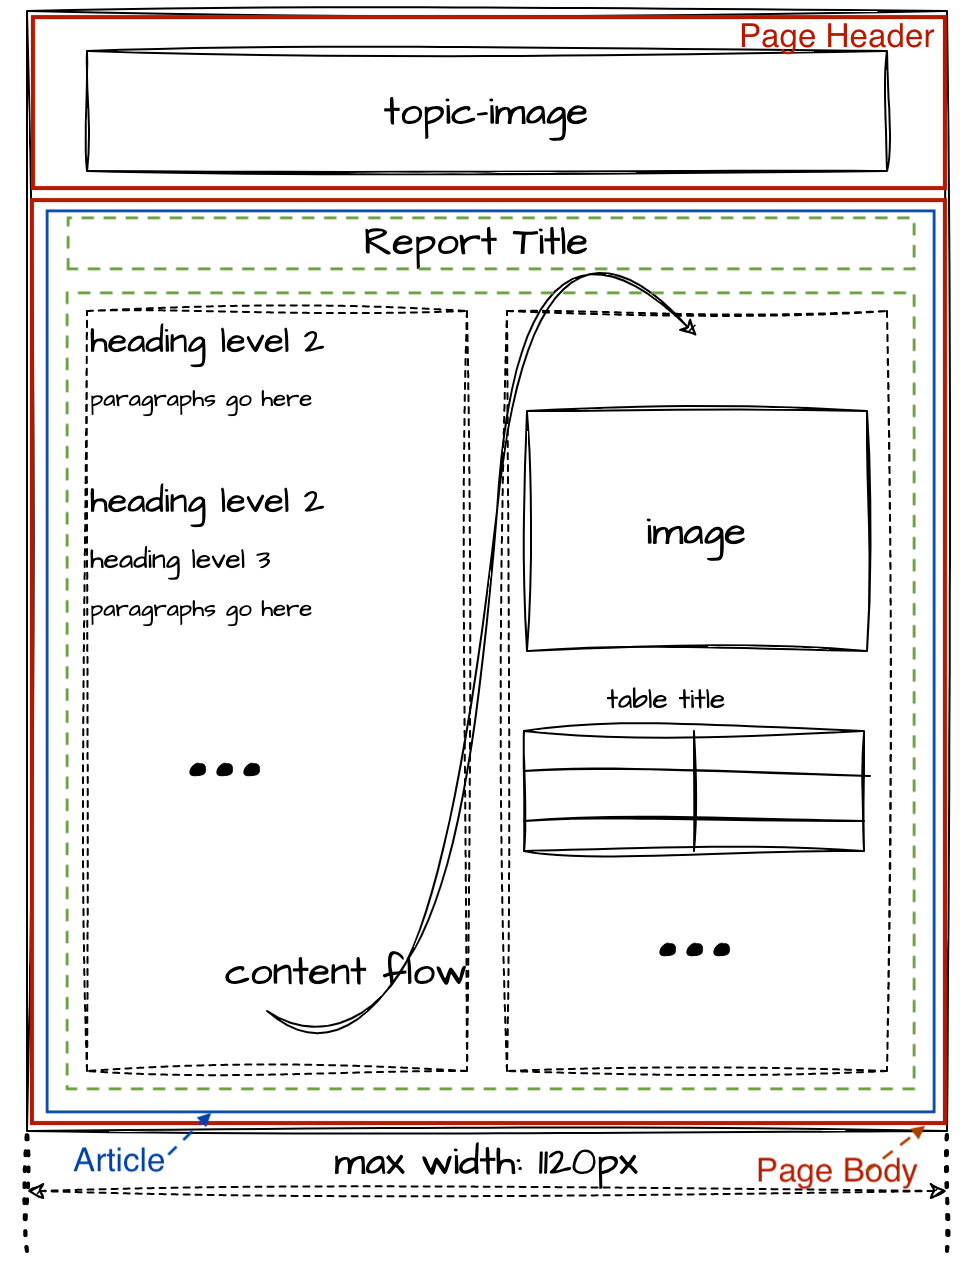 Page Header
topic-image
Report Title
heading level 2
paragraphs go here
heading level 2
heading level 3
paragraphs go here
...
content flow
image
table title
...
Article
max width: 1120px
Page Body